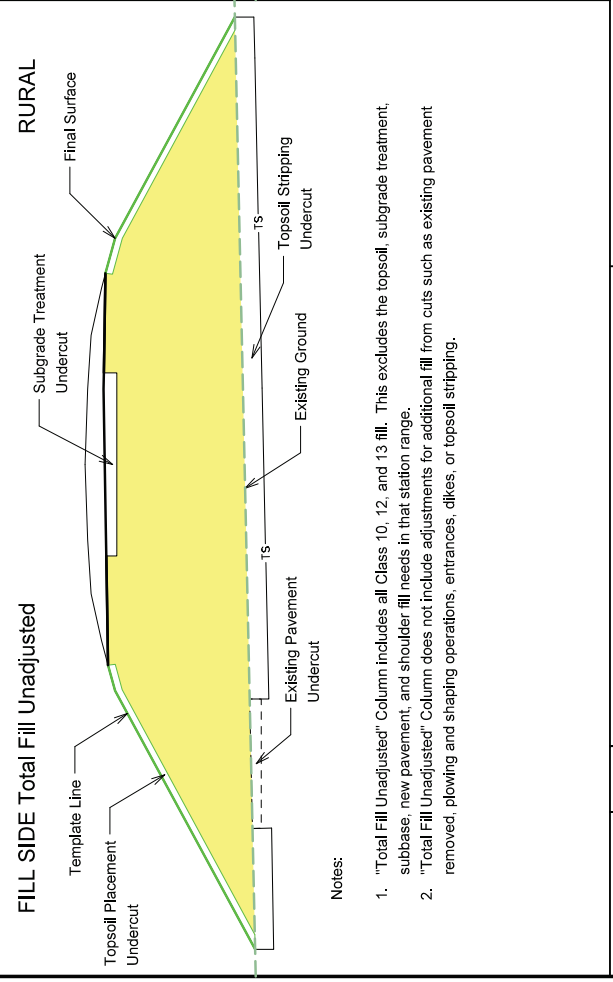 FILL SIDE Total Fill Unadjusted
RURAL
Template Line
Topsoil Placement
Undercut
Subgrade Treatment
Undercut
Final Surface
TS
TS
Existing Pavement
Undercut
Existing Ground
Topsoil Stripping
Undercut
Notes:
1. "Total Fill Unadjusted" Column includes all Class 10, 12, and 13 fill. This excludes the topsoil, subgrade treatment,
subbase, new pavement, and shoulder fill needs in that station range.
2. "Total Fill Unadjusted" Column does not include adjustments for additional fill from cuts such as existing pavement
removed, plowing and shaping operations, entrances, dikes, or topsoil stripping.